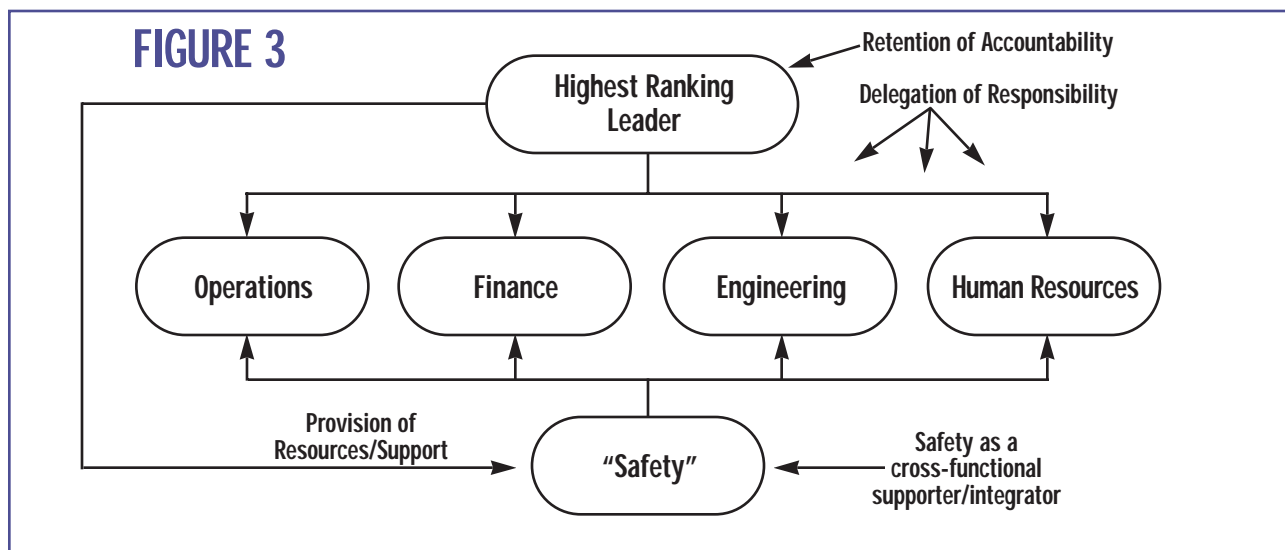 FIGURE 3
Retention of Accountability
Highest Ranking
Leader
Delegation of Responsibility
Operations
Finance
Engineering
Human Resources
Provision of
Resources/Support
“Safety”
Safety as a
cross-functional
supporter/integrator